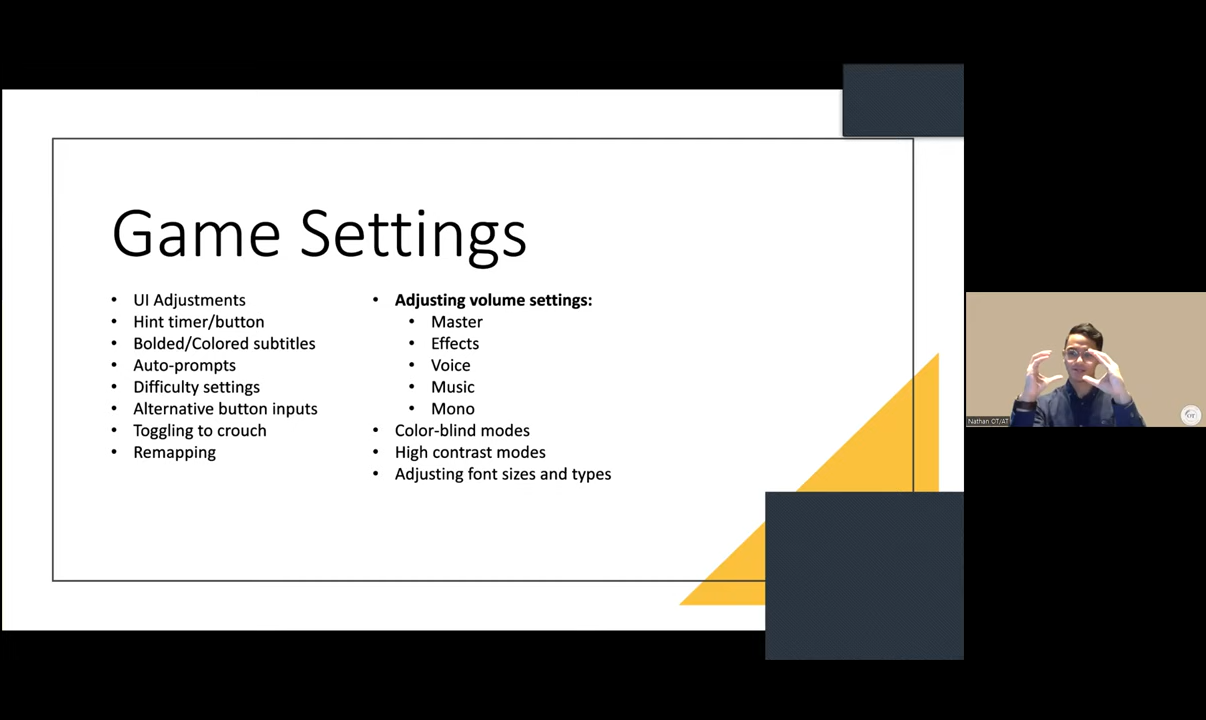 Game Settings
• UI Adjustments
• Hint timer/button
• Bolded/Colored subtitles
• Auto-prompts
• Difficulty settings
• Alternative button inputs
• Toggling to crouch
• Remapping
• Adjusting volume settings:
• Master
• Effects
• Voice
• Music
• Mono
• Color-blind modes
• High contrast modes
• Adjusting font sizes and types
Nathan OT/AT